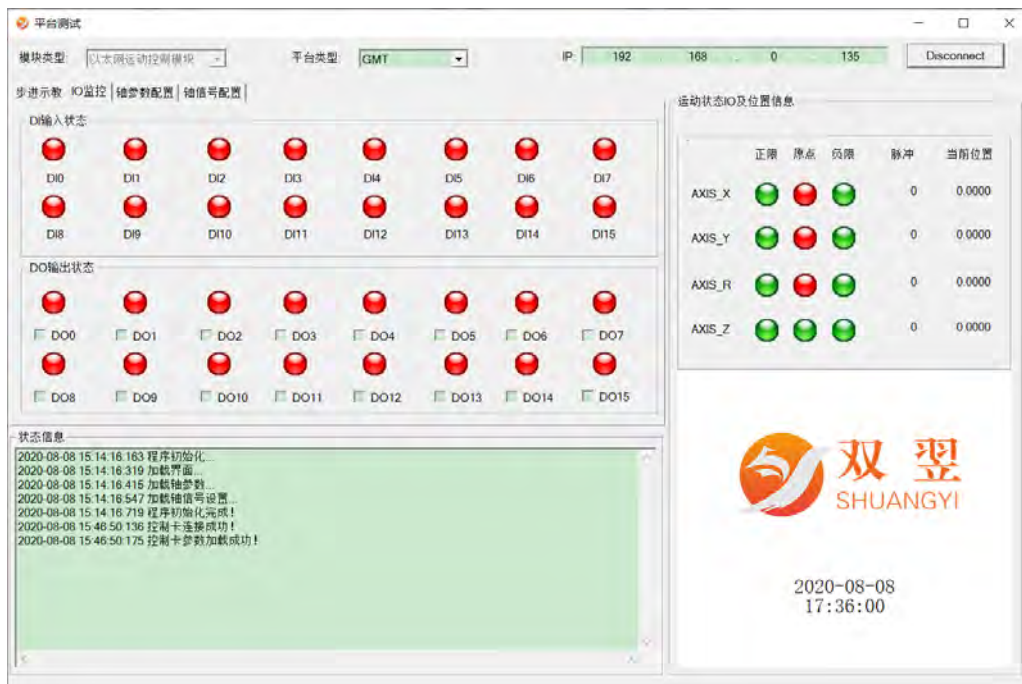 平台测试
模块类型: 以太网运动控制模块 平台类型 GMT IP: 192 . 168 . 0 . 135 Disconnect
步进示教 IO监控 轴参数配置 轴信号配置
运动状态IO及位置信息
DI输入状态
正限 原点 负限 脉冲 当前位置
DI0 DI1 DI2 DI3 DI4 DI5 DI6 DI7
AXIS_X 0 0.0000
DI8 DI9 DI10 DI11 DI12 DI13 DI14 DI15
AXIS_Y 0 0.0000
DO输出状态
AXIS_R 0 0.0000
DO0 DO1 DO2 DO3 DO4 DO5 DO6 DO7
AXIS_Z 0 0.0000
DO8 DO9 DO10 DO11 DO12 DO13 DO14 DO15
状态信息
2020-08-08 15:14:16:163 程序初始化...
2020-08-08 15:14:16:319 加载界面...
2020-08-08 15:14:16:415 加载轴参数...
2020-08-08 15:14:16:547 加载轴信号设置...
2020-08-08 15:14:16:719 程序初始化完成!
2020-08-08 15:46:50:136 控制卡连接成功!
2020-08-08 15:46:50:175 控制卡参数加载成功!
双翌
SHUANGYI
2020-08-08
17:36:00